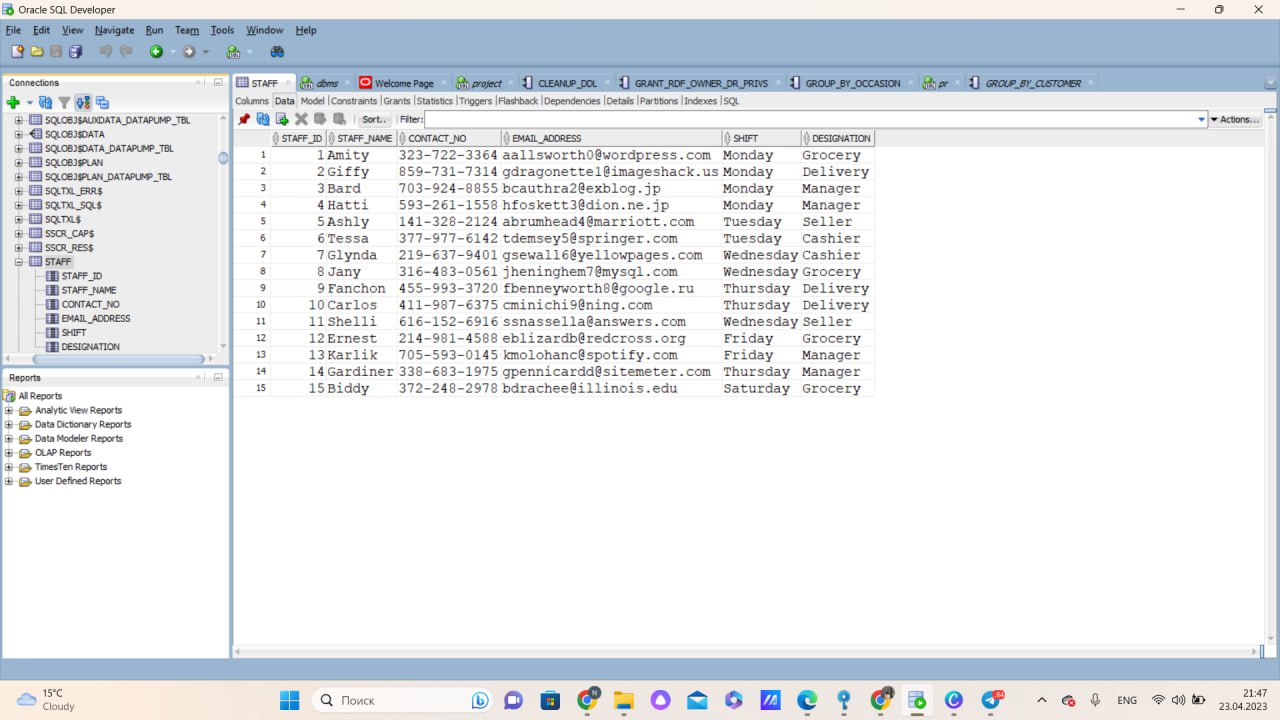 Oracle SQL Developer
File Edit View Navigate Run Team Tools Window Help
Connections
SQLOBJ$AUXDATA_DATAPUMP_TBL
SQLOBJ$DATA
SQLOBJ$DATA_DATAPUMP_TBL
SQLOBJ$PLAN
SQLOBJ$PLAN_DATAPUMP_TBL
SQLTXL_ERR$
SQLTXL_SQL$
SQLTXL$
SSCR_CAP$
SSCR_RES$
STAFF
STAFF_ID
STAFF_NAME
CONTACT_NO
EMAIL_ADDRESS
SHIFT
DESIGNATION
Reports
All Reports
Analytic View Reports
Data Dictionary Reports
Data Modeler Reports
OLAP Reports
TimesTen Reports
User Defined Reports
STAFF dbms Welcome Page project CLEANUP_DDL GRANT_RDF_OWNER_DR_PRIVS GROUP_BY_OCCASION pr GROUP_BY_CUSTOMER
Columns Data Model Constraints Grants Statistics Triggers Flashback Dependencies Details Partitions Indexes SQL
Sort.. Filter: Actions...
STAFF_ID STAFF_NAME CONTACT_NO EMAIL_ADDRESS SHIFT DESIGNATION
1 1 Amity 323-722-3364 aallsworth0@wordpress.com Monday Grocery
2 2 Giffy 859-731-7314 gdragonette1@imageshack.us Monday Delivery
3 3 Bard 703-924-8855 bcauthra2@exblog.jp Monday Manager
4 4 Hatti 593-261-1558 hfoskett3@dion.ne.jp Monday Manager
5 5 Ashly 141-328-2124 abrumhead4@marriott.com Tuesday Seller
6 6 Tessa 377-977-6142 tdemsey5@springer.com Tuesday Cashier
7 7 Glynda 219-637-9401 gsewall6@yellowpages.com Wednesday Cashier
8 8 Jany 316-483-0561 jheninghem7@mysql.com Wednesday Grocery
9 9 Fanchon 455-993-3720 fbenneyworth8@google.ru Thursday Delivery
10 10 Carlos 411-987-6375 cminichi9@ning.com Thursday Delivery
11 11 Shelli 616-152-6916 ssnassella@answers.com Wednesday Seller
12 12 Ernest 214-981-4588 eblizardb@redcross.org Friday Grocery
13 13 Karlik 705-593-0145 kmolohanc@spotify.com Friday Manager
14 14 Gardiner 338-683-1975 gpennicardd@sitemeter.com Thursday Manager
15 15 Biddy 372-248-2978 bdrachee@illinois.edu Saturday Grocery
15°C
Cloudy
Поиск
N
84
ENG
21:47
23.04.2023